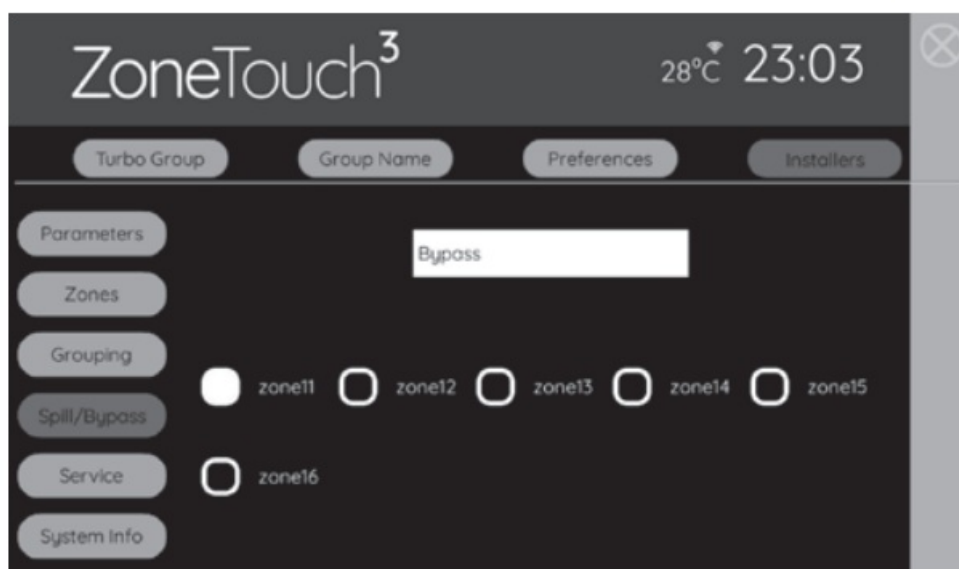 ZoneTouch³ 28°C 23:03
Turbo Group Group Name Preferences Installers
Parameters
Bypass
Zones
Grouping
zone11 zone12 zone13 zone14 zone15
Spill/Bypass
Service zone16
System Info